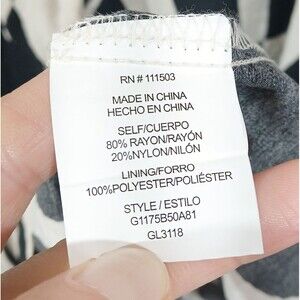 RN # 111503
MADE IN CHINA
HECHO EN CHINA
SELF/CUERPO
80% RAYON/RAYÓN
20%NYLON/NILÓN
LINING/FORRO
100%POLYESTER/POLIÉSTER
STYLE / ESTILO
G1175B50A81
GL3118